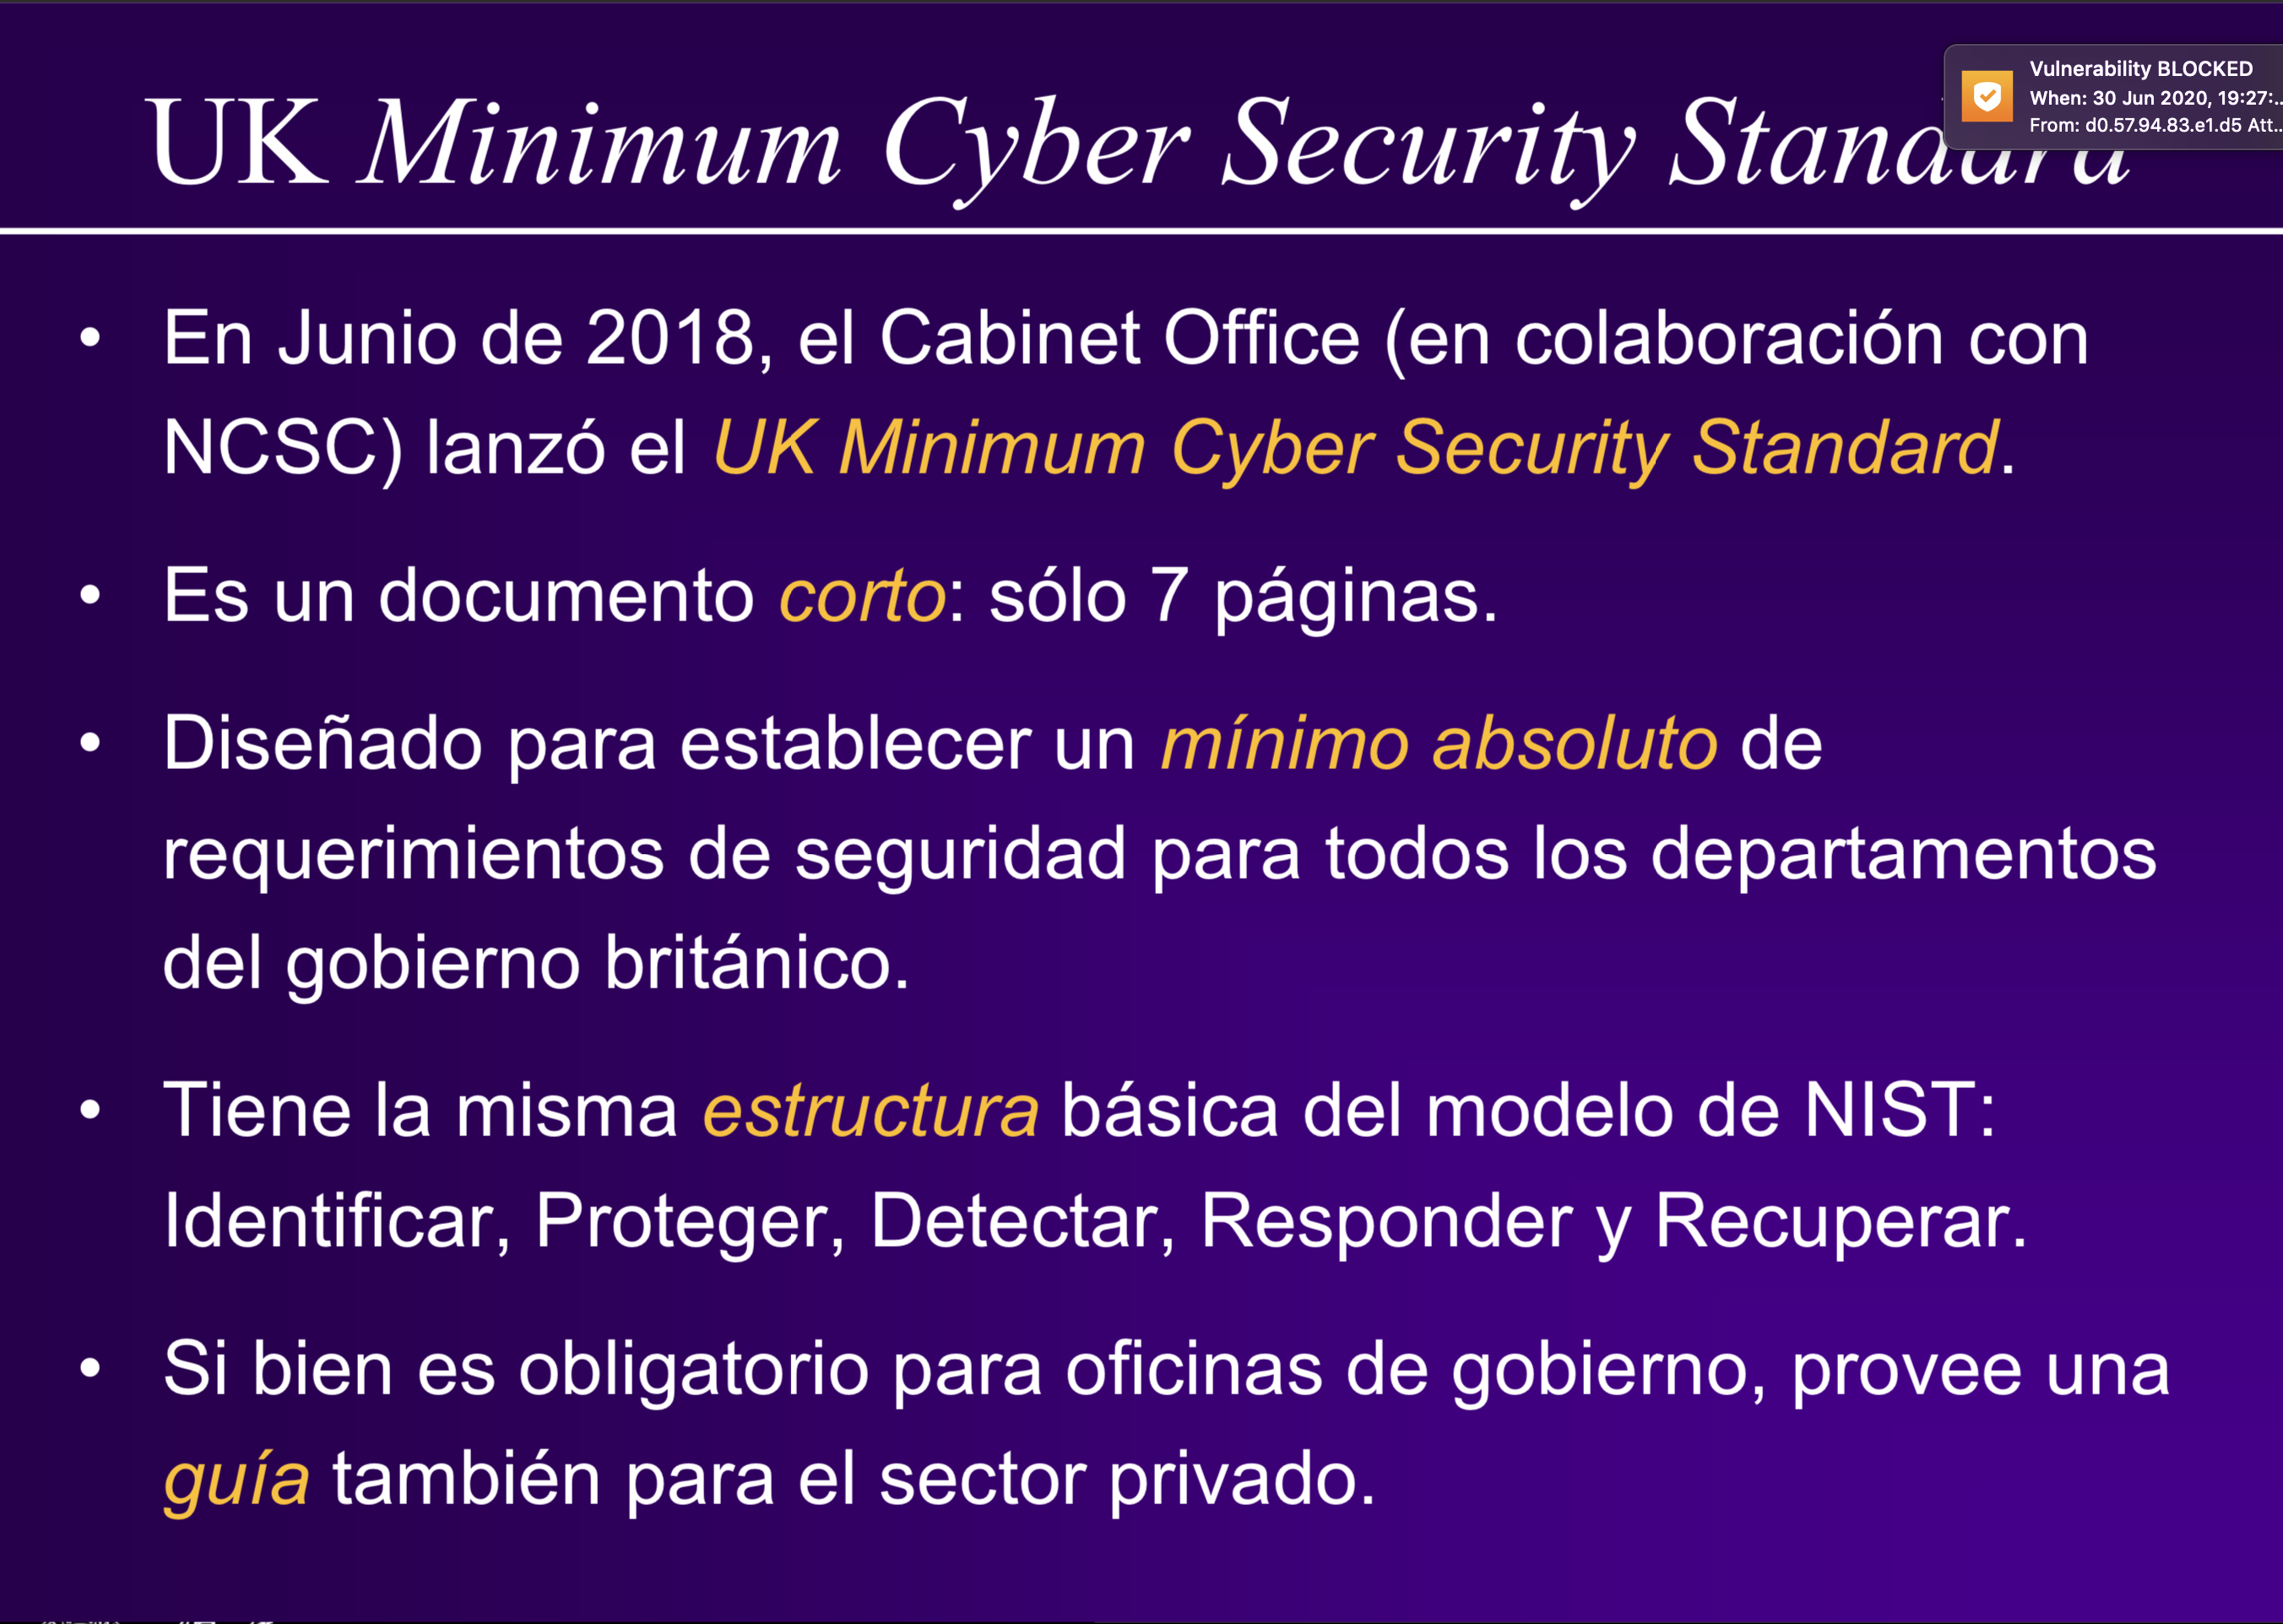 UK Minimum Cyber Security Standard
Vulnerability BLOCKED
When: 30 Jun 2020, 19:27:..
From: d0.57.94.83.e1.d5 Att..
• En Junio de 2018, el Cabinet Office (en colaboración con
NCSC) lanzó el UK Minimum Cyber Security Standard.
• Es un documento corto: sólo 7 páginas.
• Diseñado para establecer un mínimo absoluto de
requerimientos de seguridad para todos los departamentos
del gobierno británico.
• Tiene la misma estructura básica del modelo de NIST:
Identificar, Proteger, Detectar, Responder y Recuperar.
• Si bien es obligatorio para oficinas de gobierno, provee una
guía también para el sector privado.